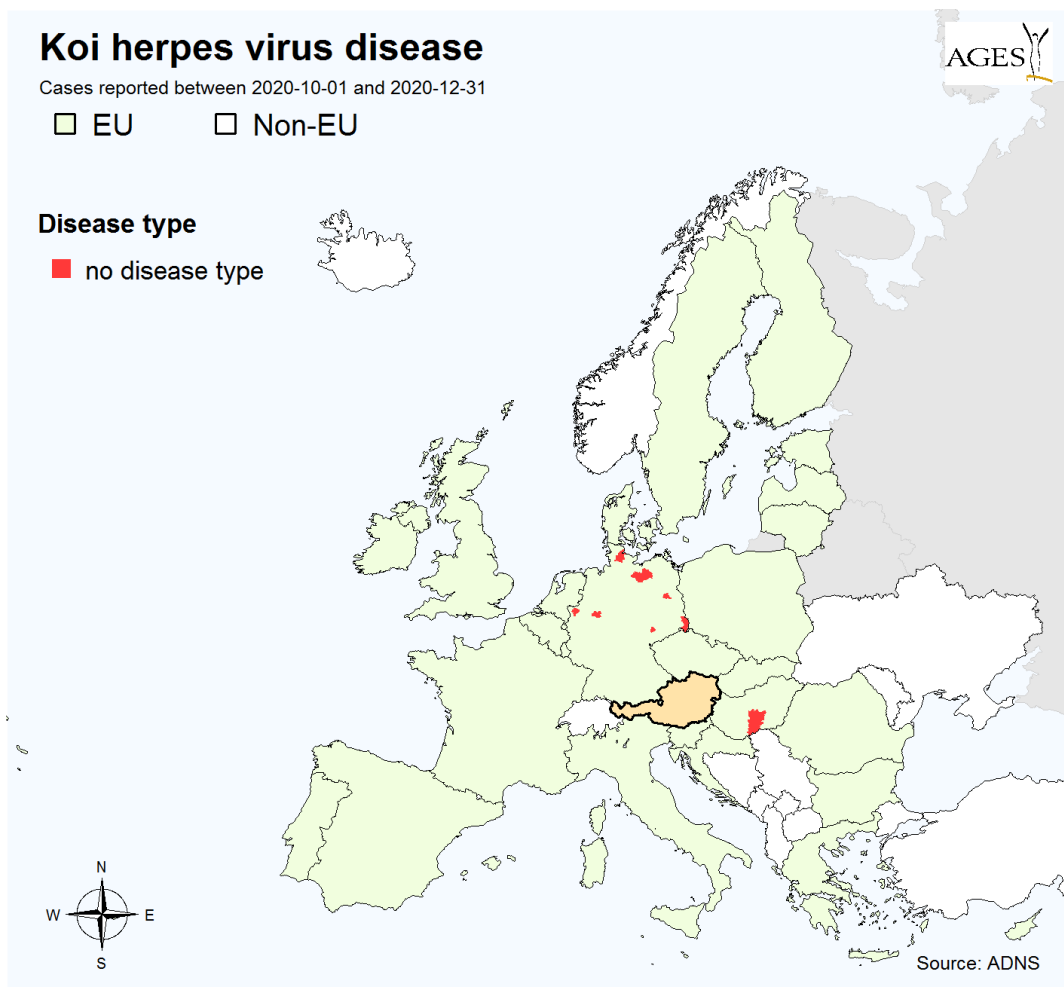 Koi herpes virus disease
Cases reported between 2020-10-01 and 2020-12-31
EU Non-EU
AGES
Disease type
no disease type
N
W E
S
Source: ADNS